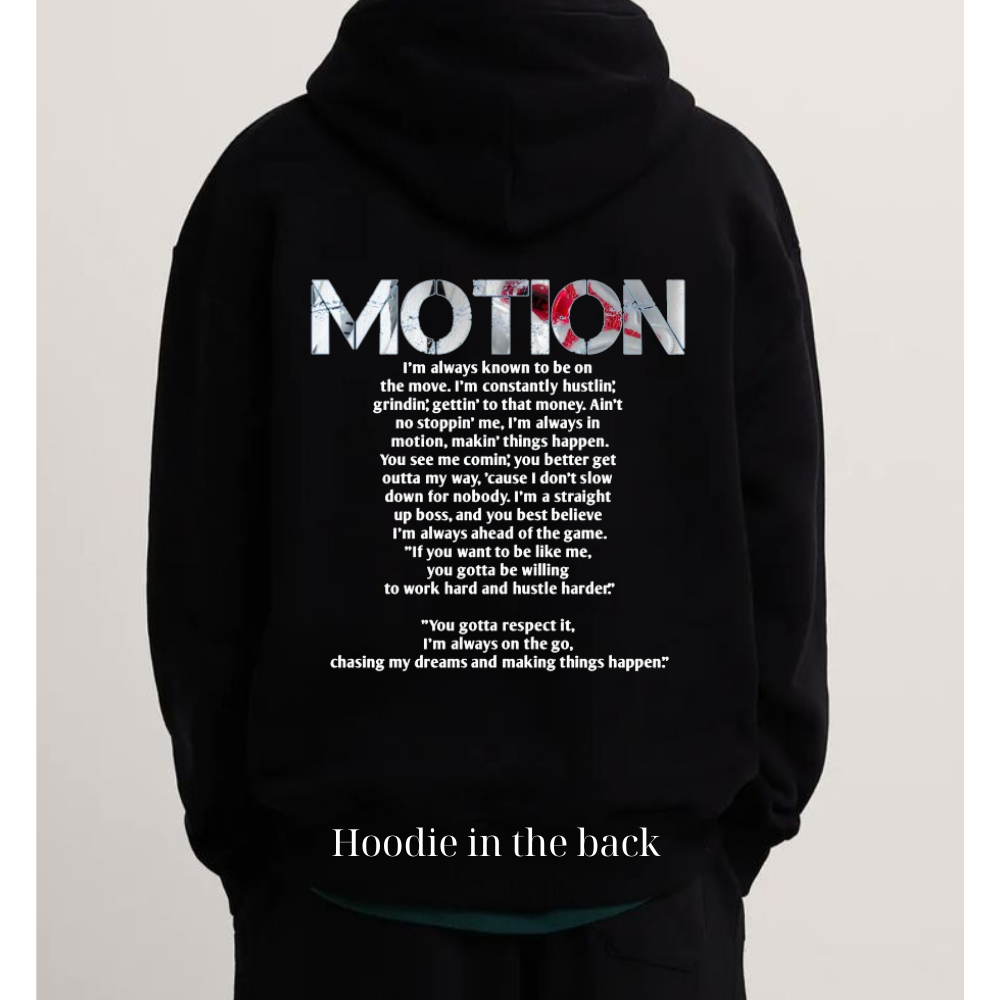 MOTION
I'm always known to be on
the move. I'm constantly hustlin',
grindin', gettin' to that money. Ain't
no stoppin' me, I'm always in
motion, makin' things happen.
You see me comin', you better get
outta my way, 'cause I don't slow
down for nobody. I'm a straight
up boss, and you best believe
I'm always ahead of the game.
"If you want to be like me,
you gotta be willing
to work hard and hustle harder."
"You gotta respect it,
I'm always on the go,
chasing my dreams and making things happen."
Hoodie in the back